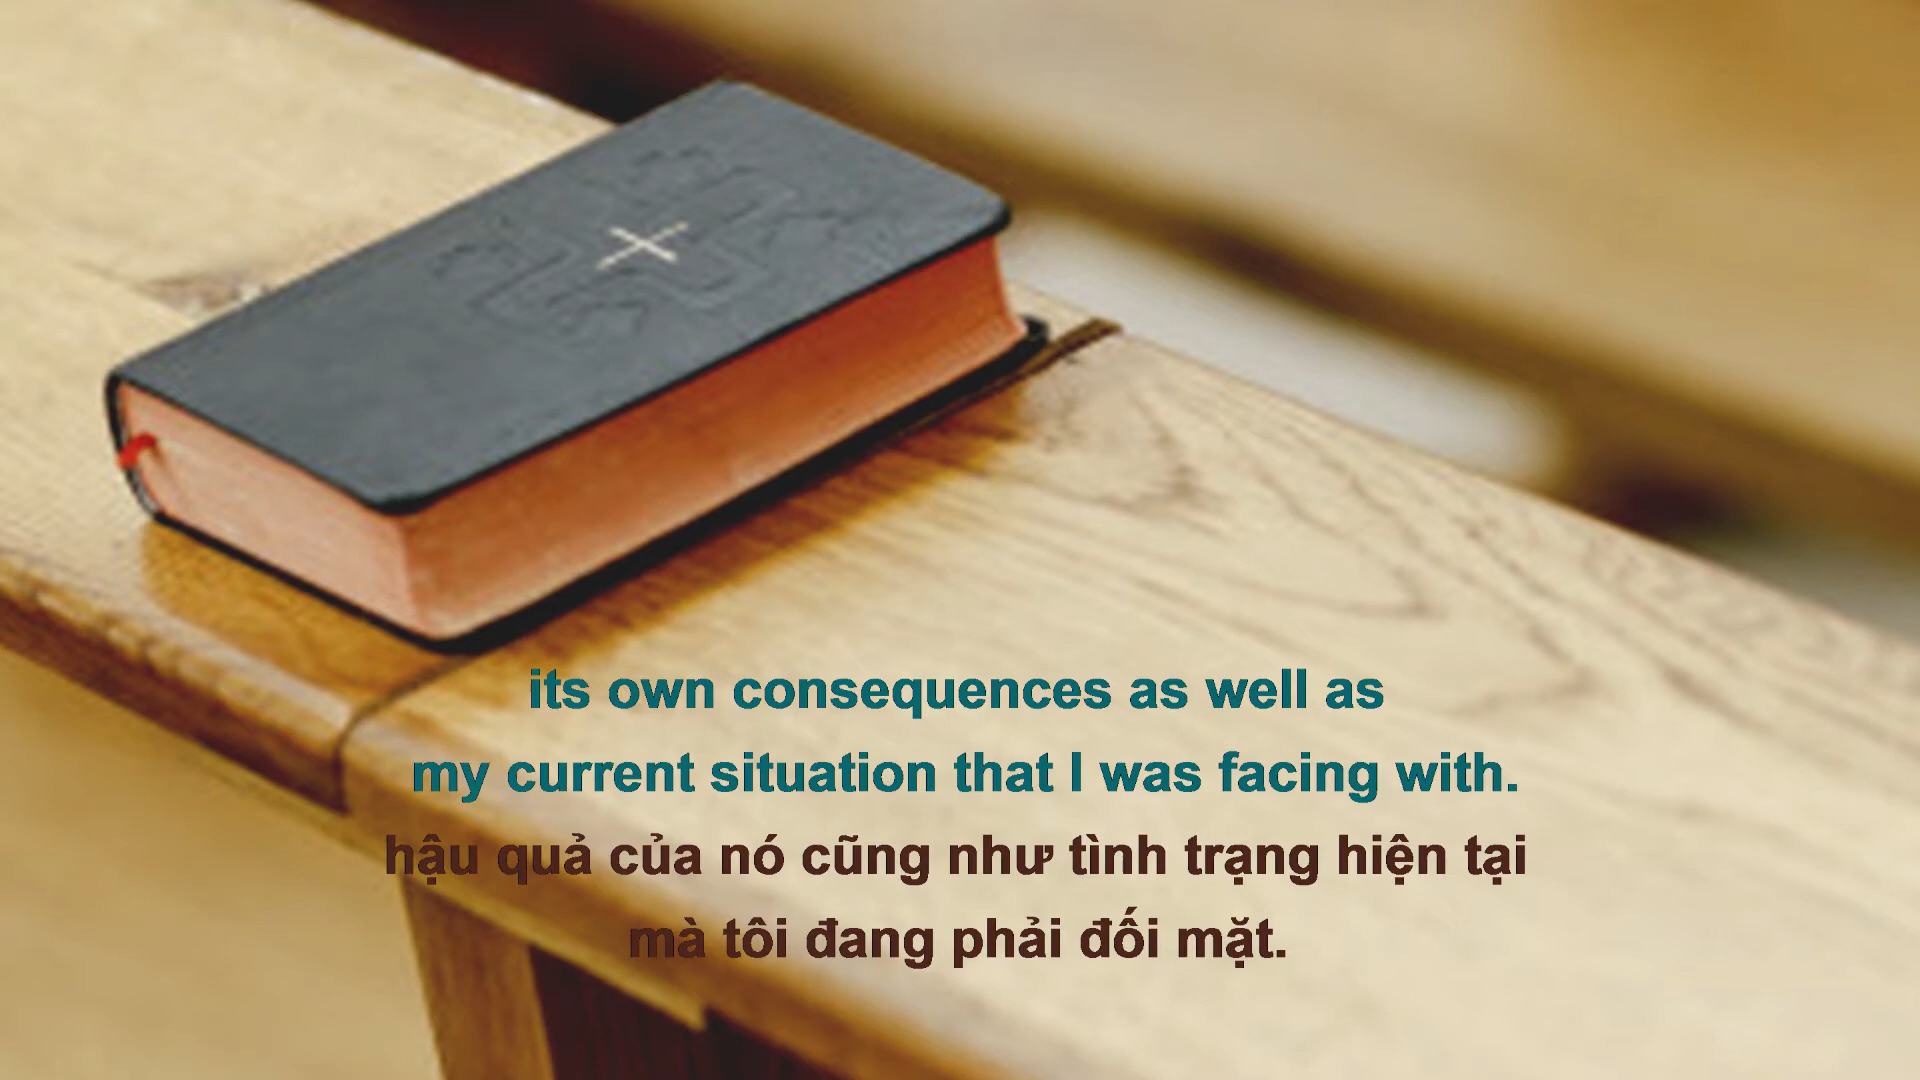 its own consequences as well as
my current situation that I was facing with.
hậu quả của nó cũng như tình trạng hiện tại
mà tôi đang phải đối mặt.